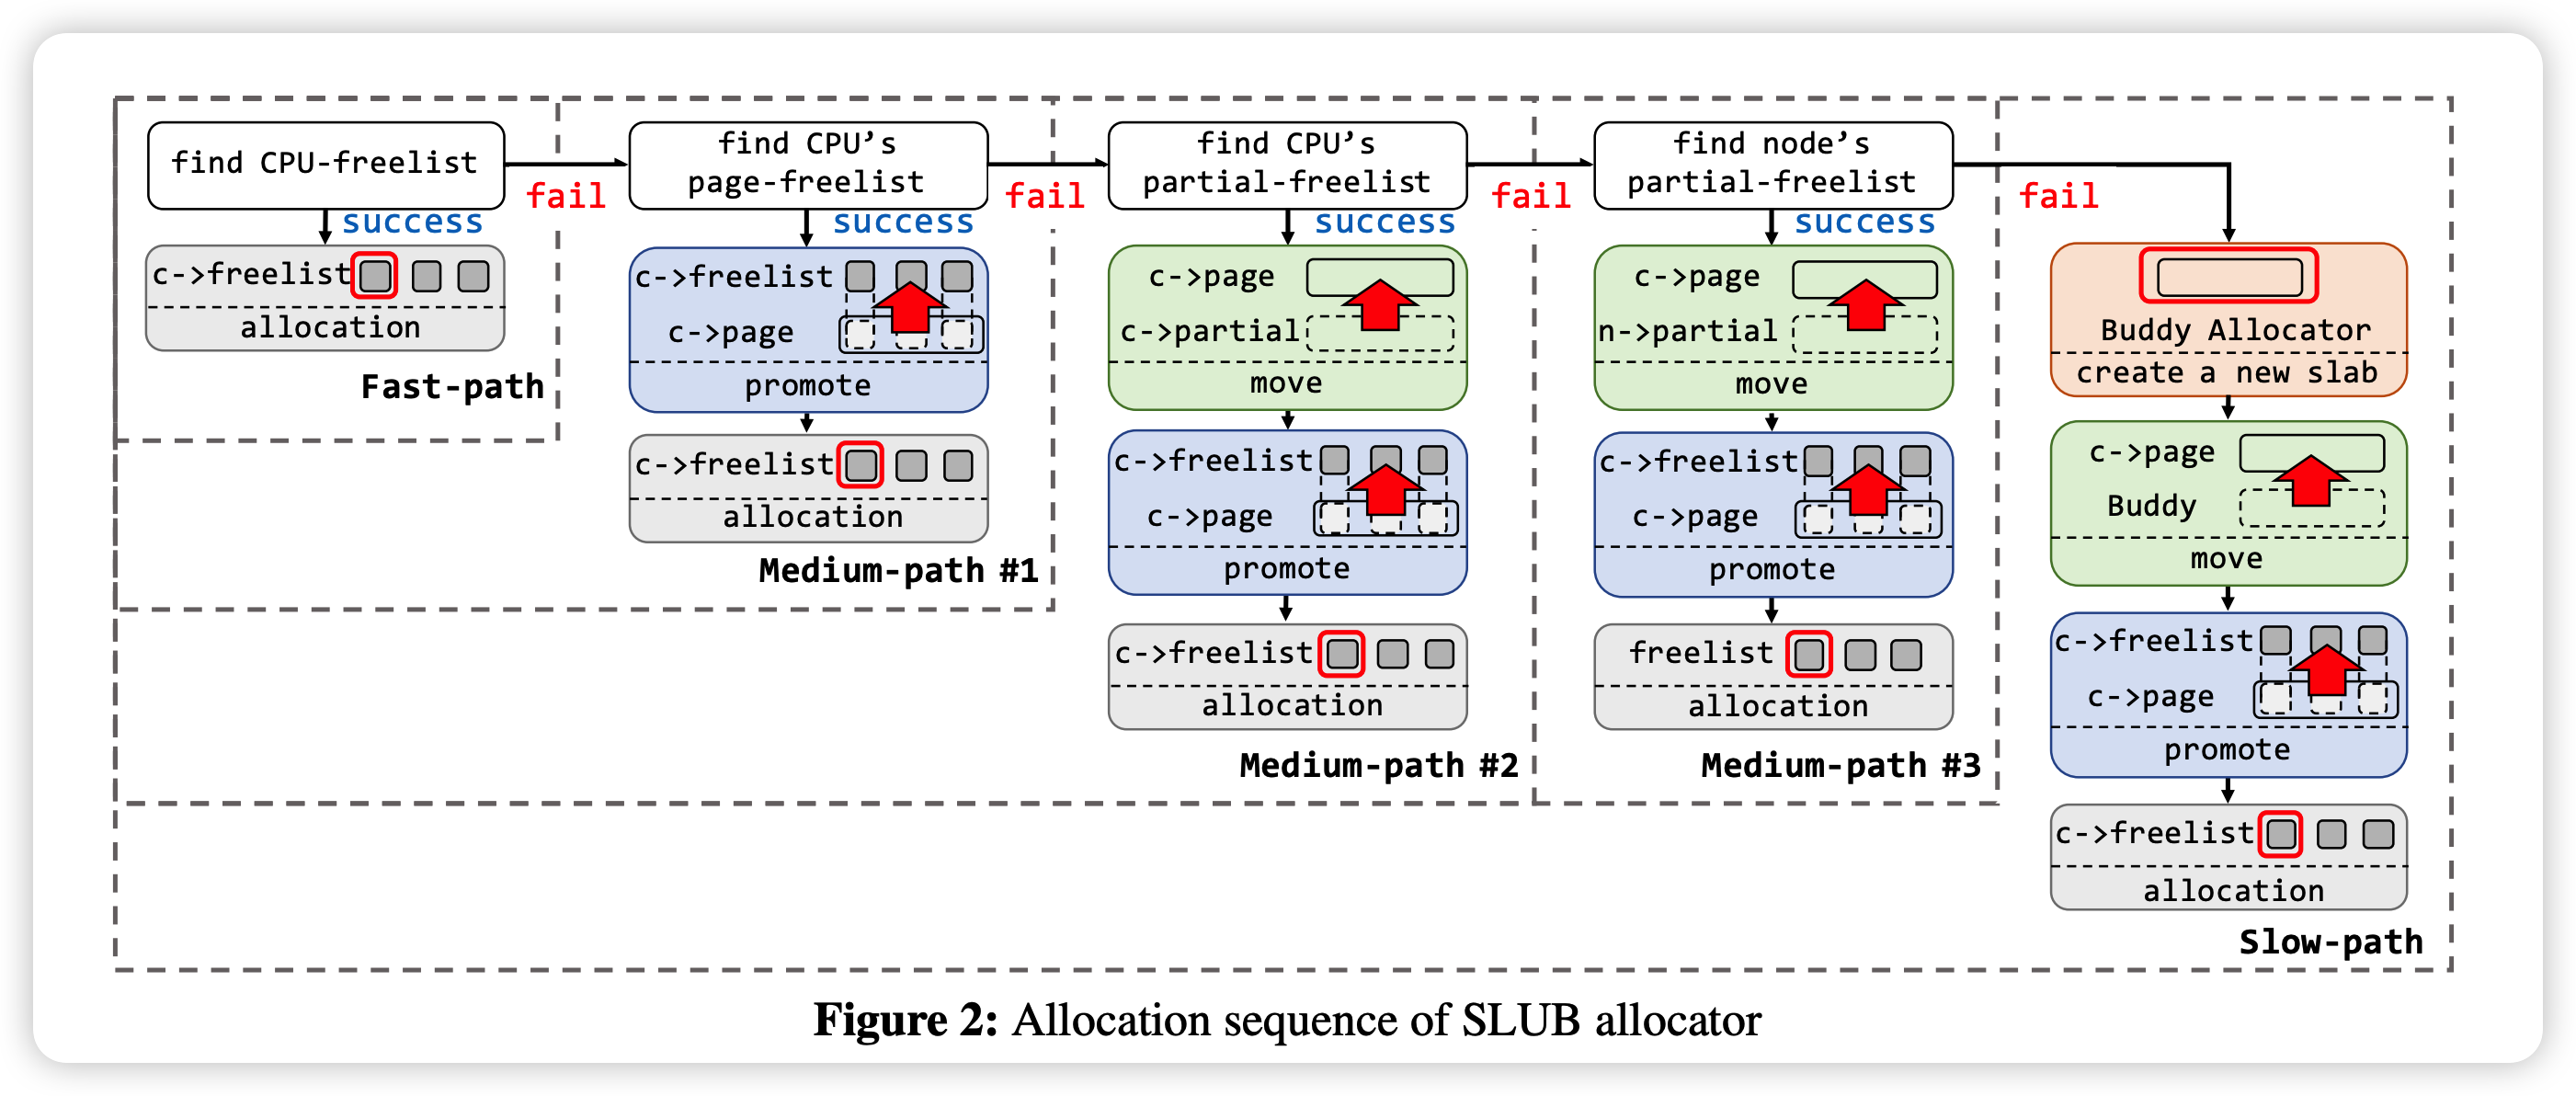 find CPU-freelist
fail
success
c->freelist
allocation
Fast-path
find CPU's
page-freelist
fail
success
c->freelist
c->page
promote
c->freelist
allocation
Medium-path #1
find CPU's
partial-freelist
fail
success
c->page
c->partial
move
c->freelist
c->page
promote
c->freelist
allocation
Medium-path #2
find node's
partial-freelist
fail
success
c->page
n->partial
move
c->freelist
c->page
promote
freelist
allocation
Medium-path #3
Buddy Allocator
create a new slab
c->page
Buddy
move
c->freelist
c->page
promote
c->freelist
allocation
Slow-path
Figure 2: Allocation sequence of SLUB allocator